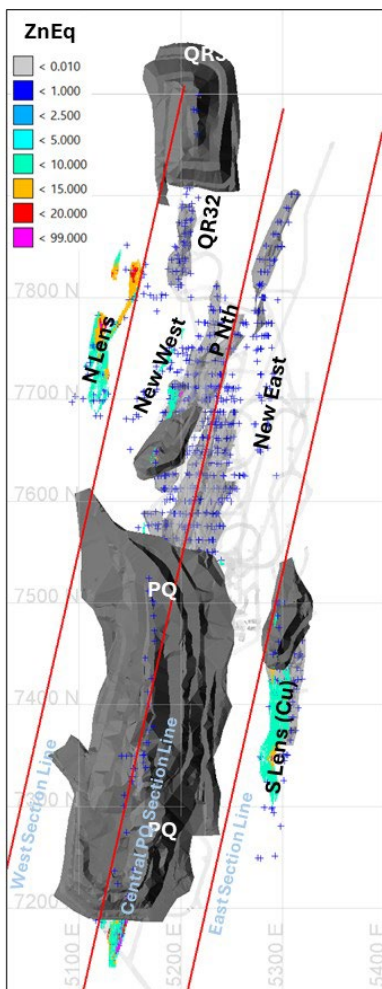 ZnEq
< 0.010
< 1.000
< 2.500
< 5.000
< 10.000
< 15.000
< 20.000
< 99.000
QR32
7800 N
N Lens
New West
P Nth
7700 N
New East
7600 N
PQ
7500 N
7400 N
S Lens (Cu)
7300 N
West Section Line
Central PQ Section Line
PQ
East Section Line
7200 N
5100 E
5200 E
5300 E